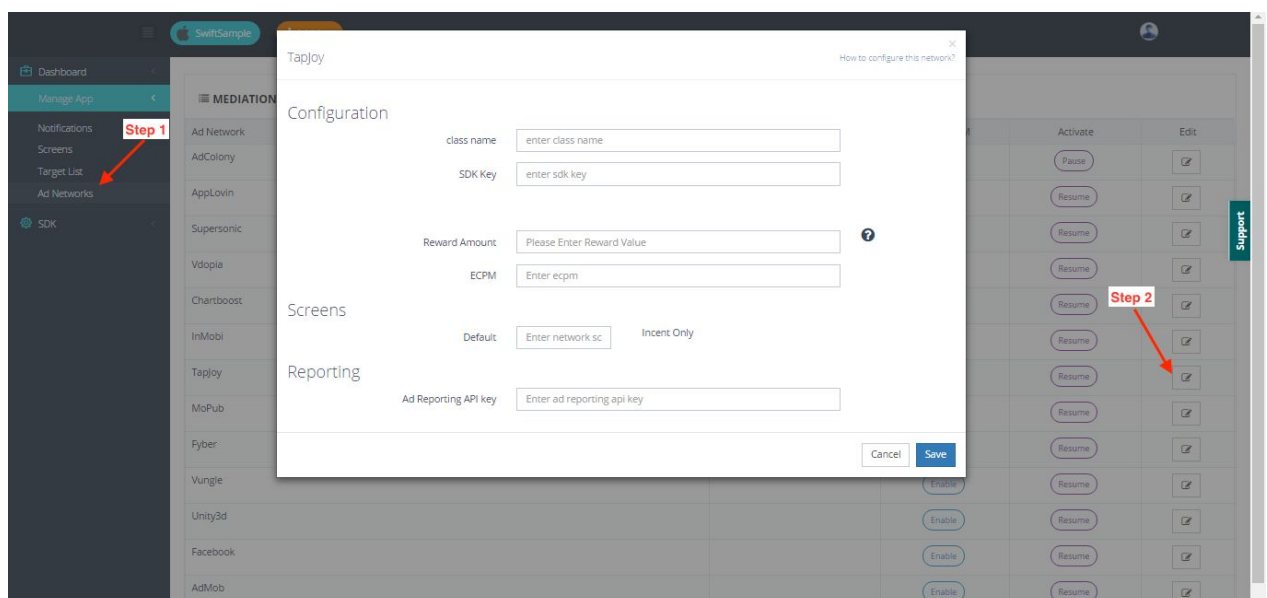 SwiftSample
TapJoy
×
How to configure this network?
Dashboard
Manage App
Notifications
Screens
Target List
Ad Networks
SDK
Step 1
MEDIATION
Ad Network
Activate
Edit
AdColony
Pause
AppLovin
Resume
Supersonic
Resume
Vdopia
Resume
Chartboost
Resume
InMobi
Resume
TapJoy
Resume
MoPub
Resume
Fyber
Resume
Vungle
Enable
Resume
Unity3d
Enable
Resume
Facebook
Enable
Resume
AdMob
Enable
Resume
Configuration
class name
enter class name
SDK Key
enter sdk key
Reward Amount
Please Enter Reward Value
ECPM
Enter ecpm
Screens
Default
Enter network sc
Incent Only
Reporting
Ad Reporting API key
Enter ad reporting api key
Cancel
Save
Step 2
Support